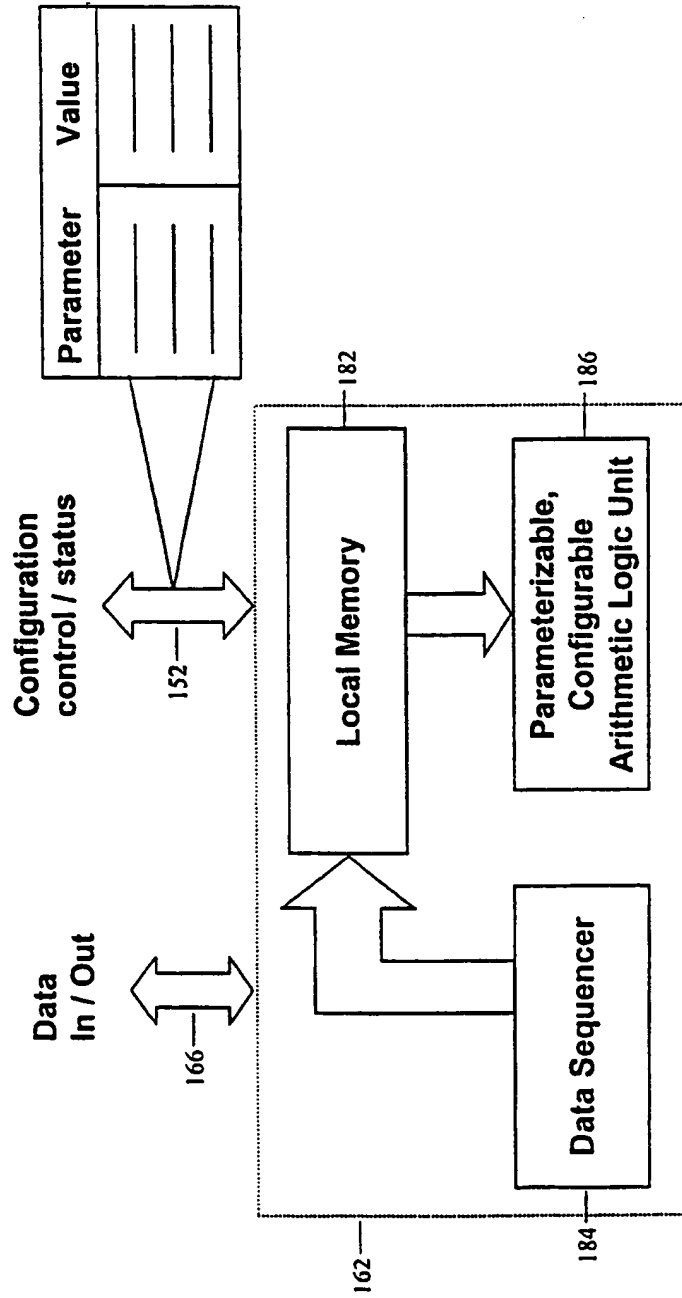 Parameter Value
Configuration
control / status
Data
In / Out
152
166
Local Memory
182
Data Sequencer
Parameterizable,
Configurable
Arithmetic Logic Unit
162
184
186